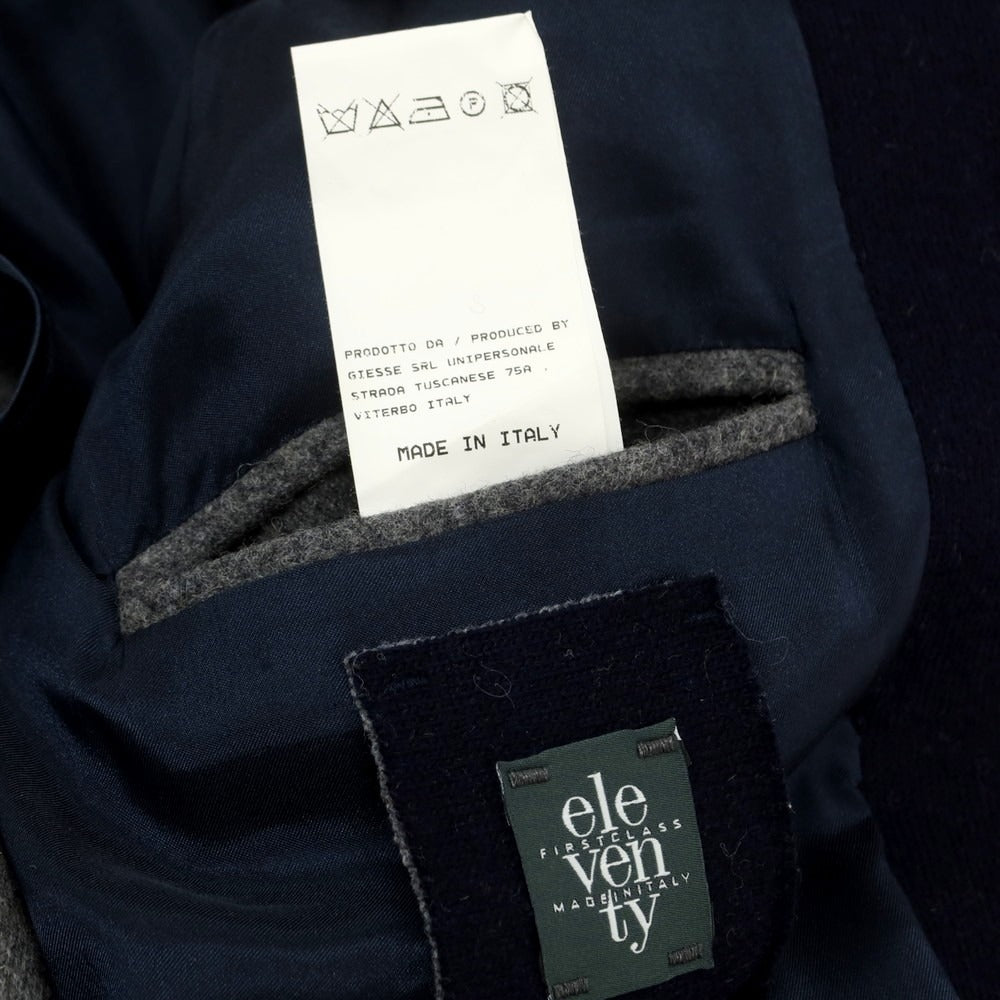 P
PRODOTTO DA / PRODUCED BY
GIESSE SRL UNIPERSONALE
STRADA TUSCANESE 75A .
VITERBO ITALY
MADE IN ITALY
ele
FIRSTCLASS
ven
MADEINITALY
ty